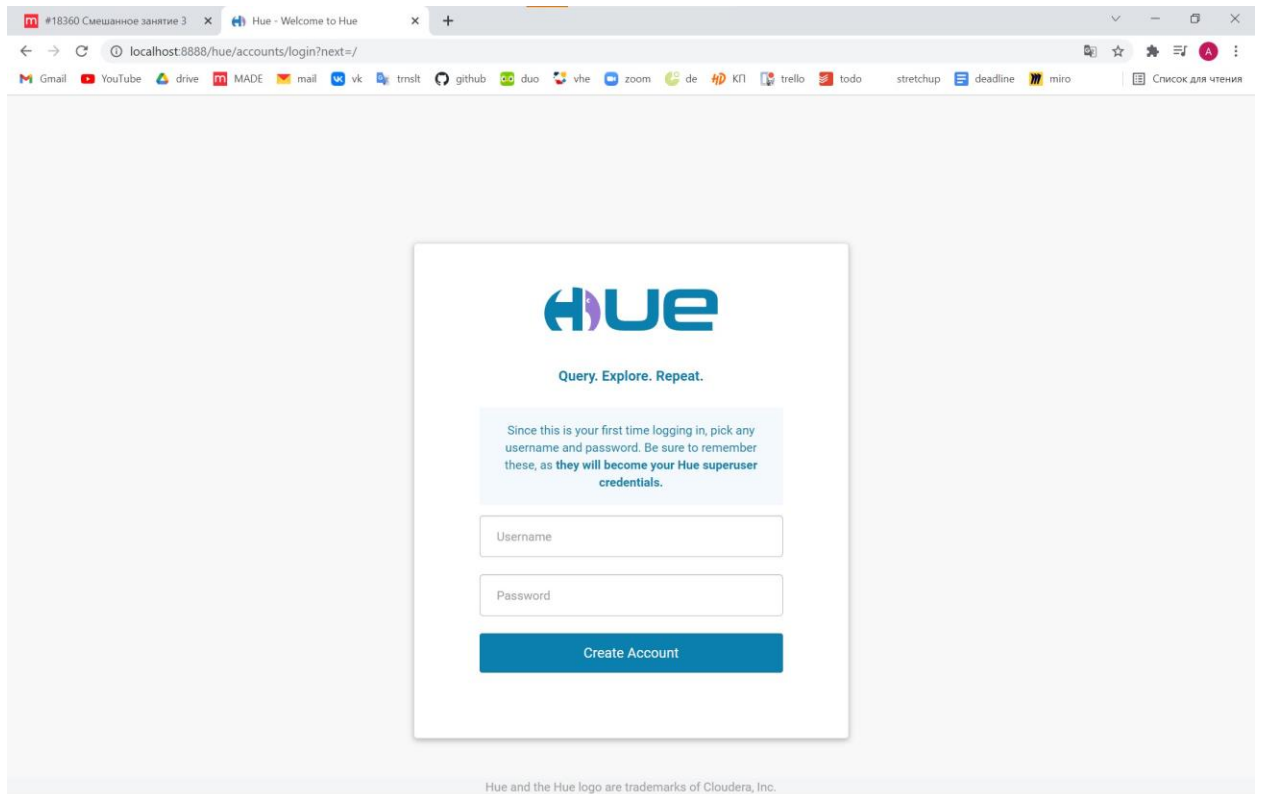 #18360 Смешанное занятие 3
Hue - Welcome to Hue
localhost:8888/hue/accounts/login?next=/
A
Gmail YouTube drive MADE mail vk trnslt github duo vhe zoom de КП trello todo stretchup deadline miro Список для чтения
HUE
Query. Explore. Repeat.
Since this is your first time logging in, pick any
username and password. Be sure to remember
these, as they will become your Hue superuser
credentials.
Username
Password
Create Account
Hue and the Hue logo are trademarks of Cloudera, Inc.